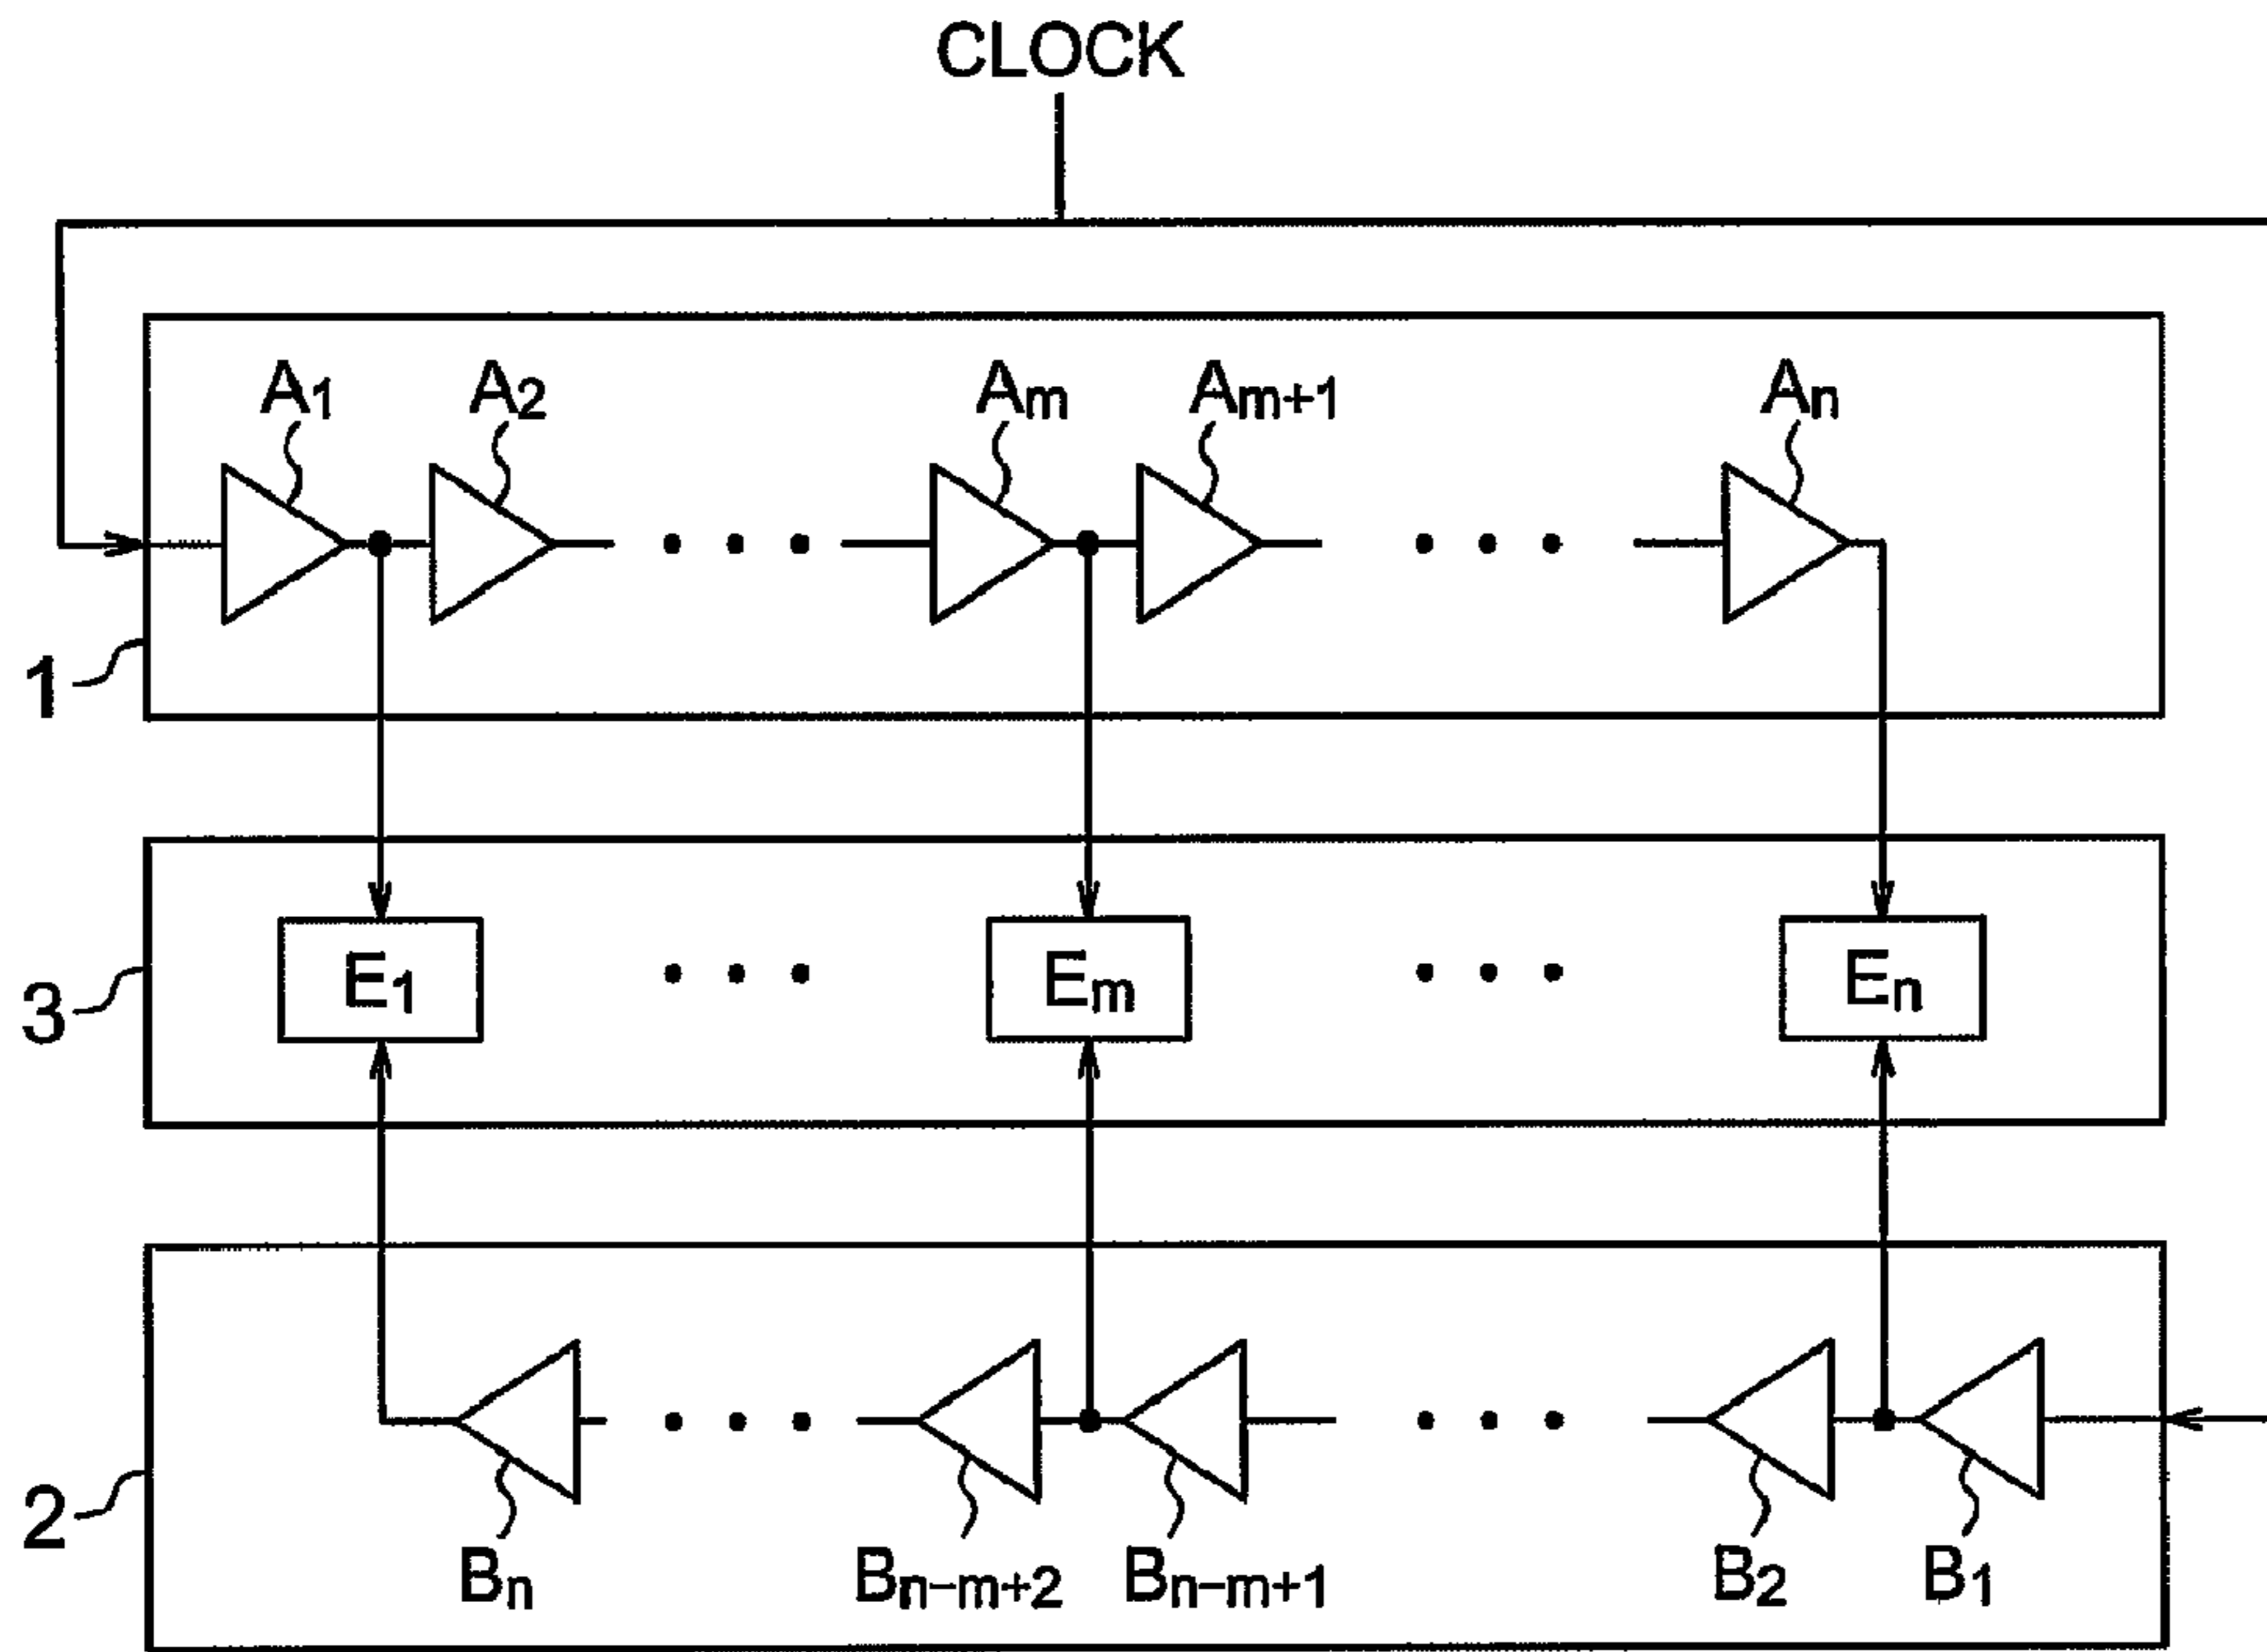 CLOCK
A1 A2 Am Am+1 An
1
E1 Em En
3
2
Bn Bn-m+2 Bn-m+1 B2 B1